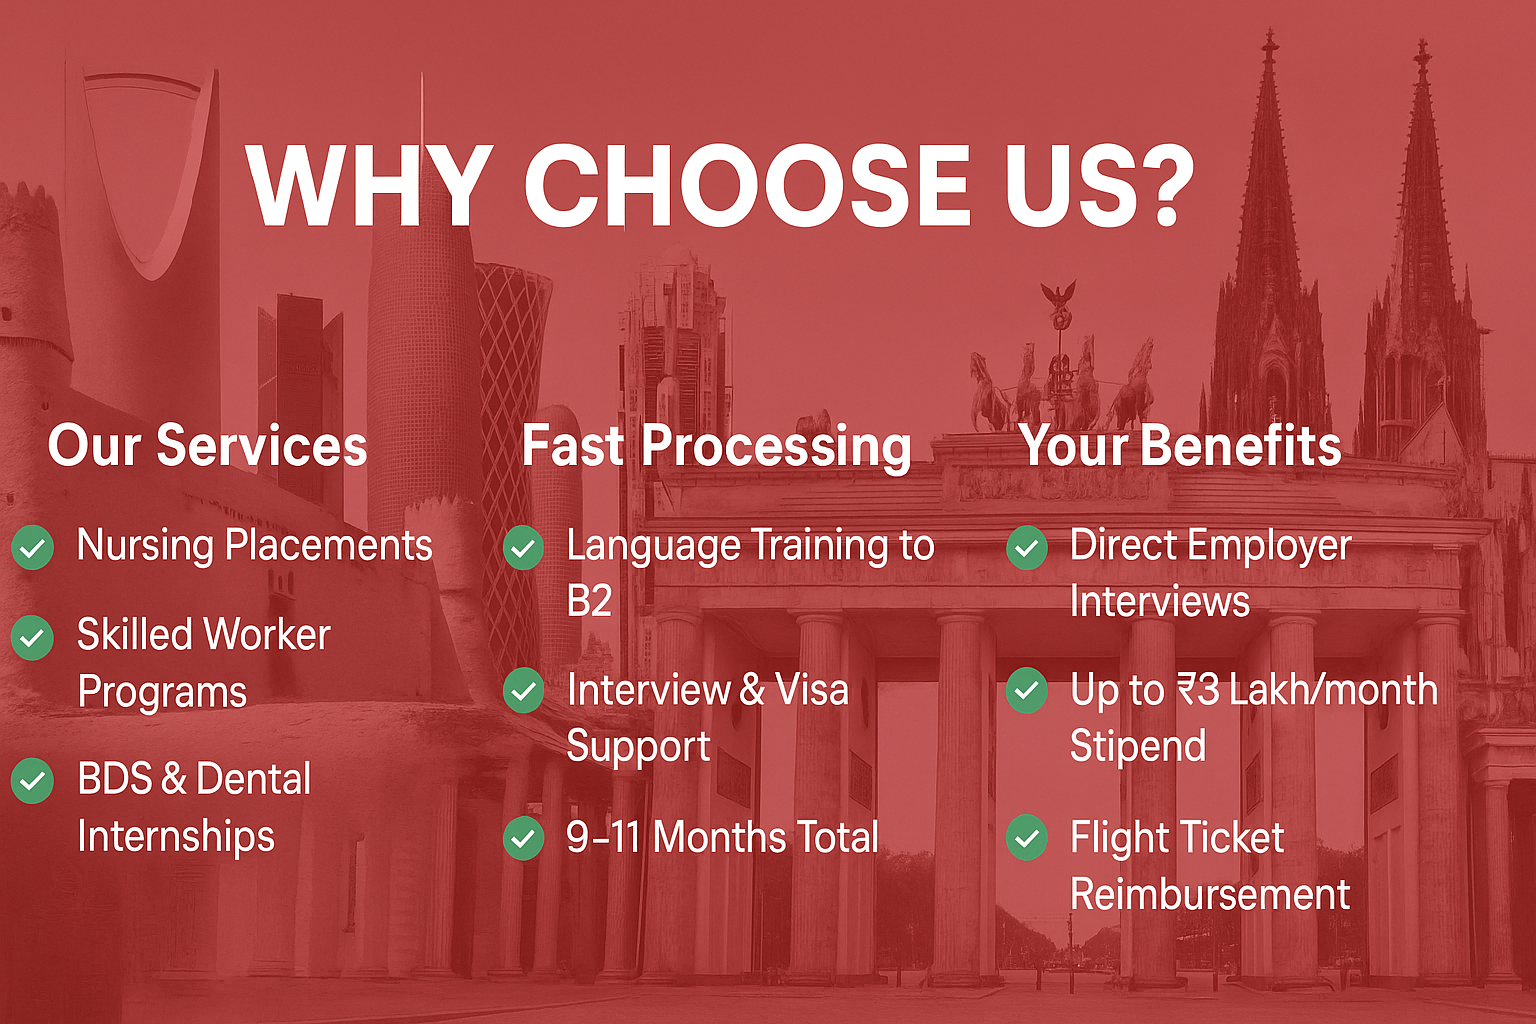 WHY CHOOSE US?
Our Services
Nursing Placements
Skilled Worker
Programs
BDS & Dental
Internships
Fast Processing
Language Training to
B2
Interview & Visa
Support
9–11 Months Total
Your Benefits
Direct Employer
Interviews
Up to ₹3 Lakh/month
Stipend
Flight Ticket
Reimbursement